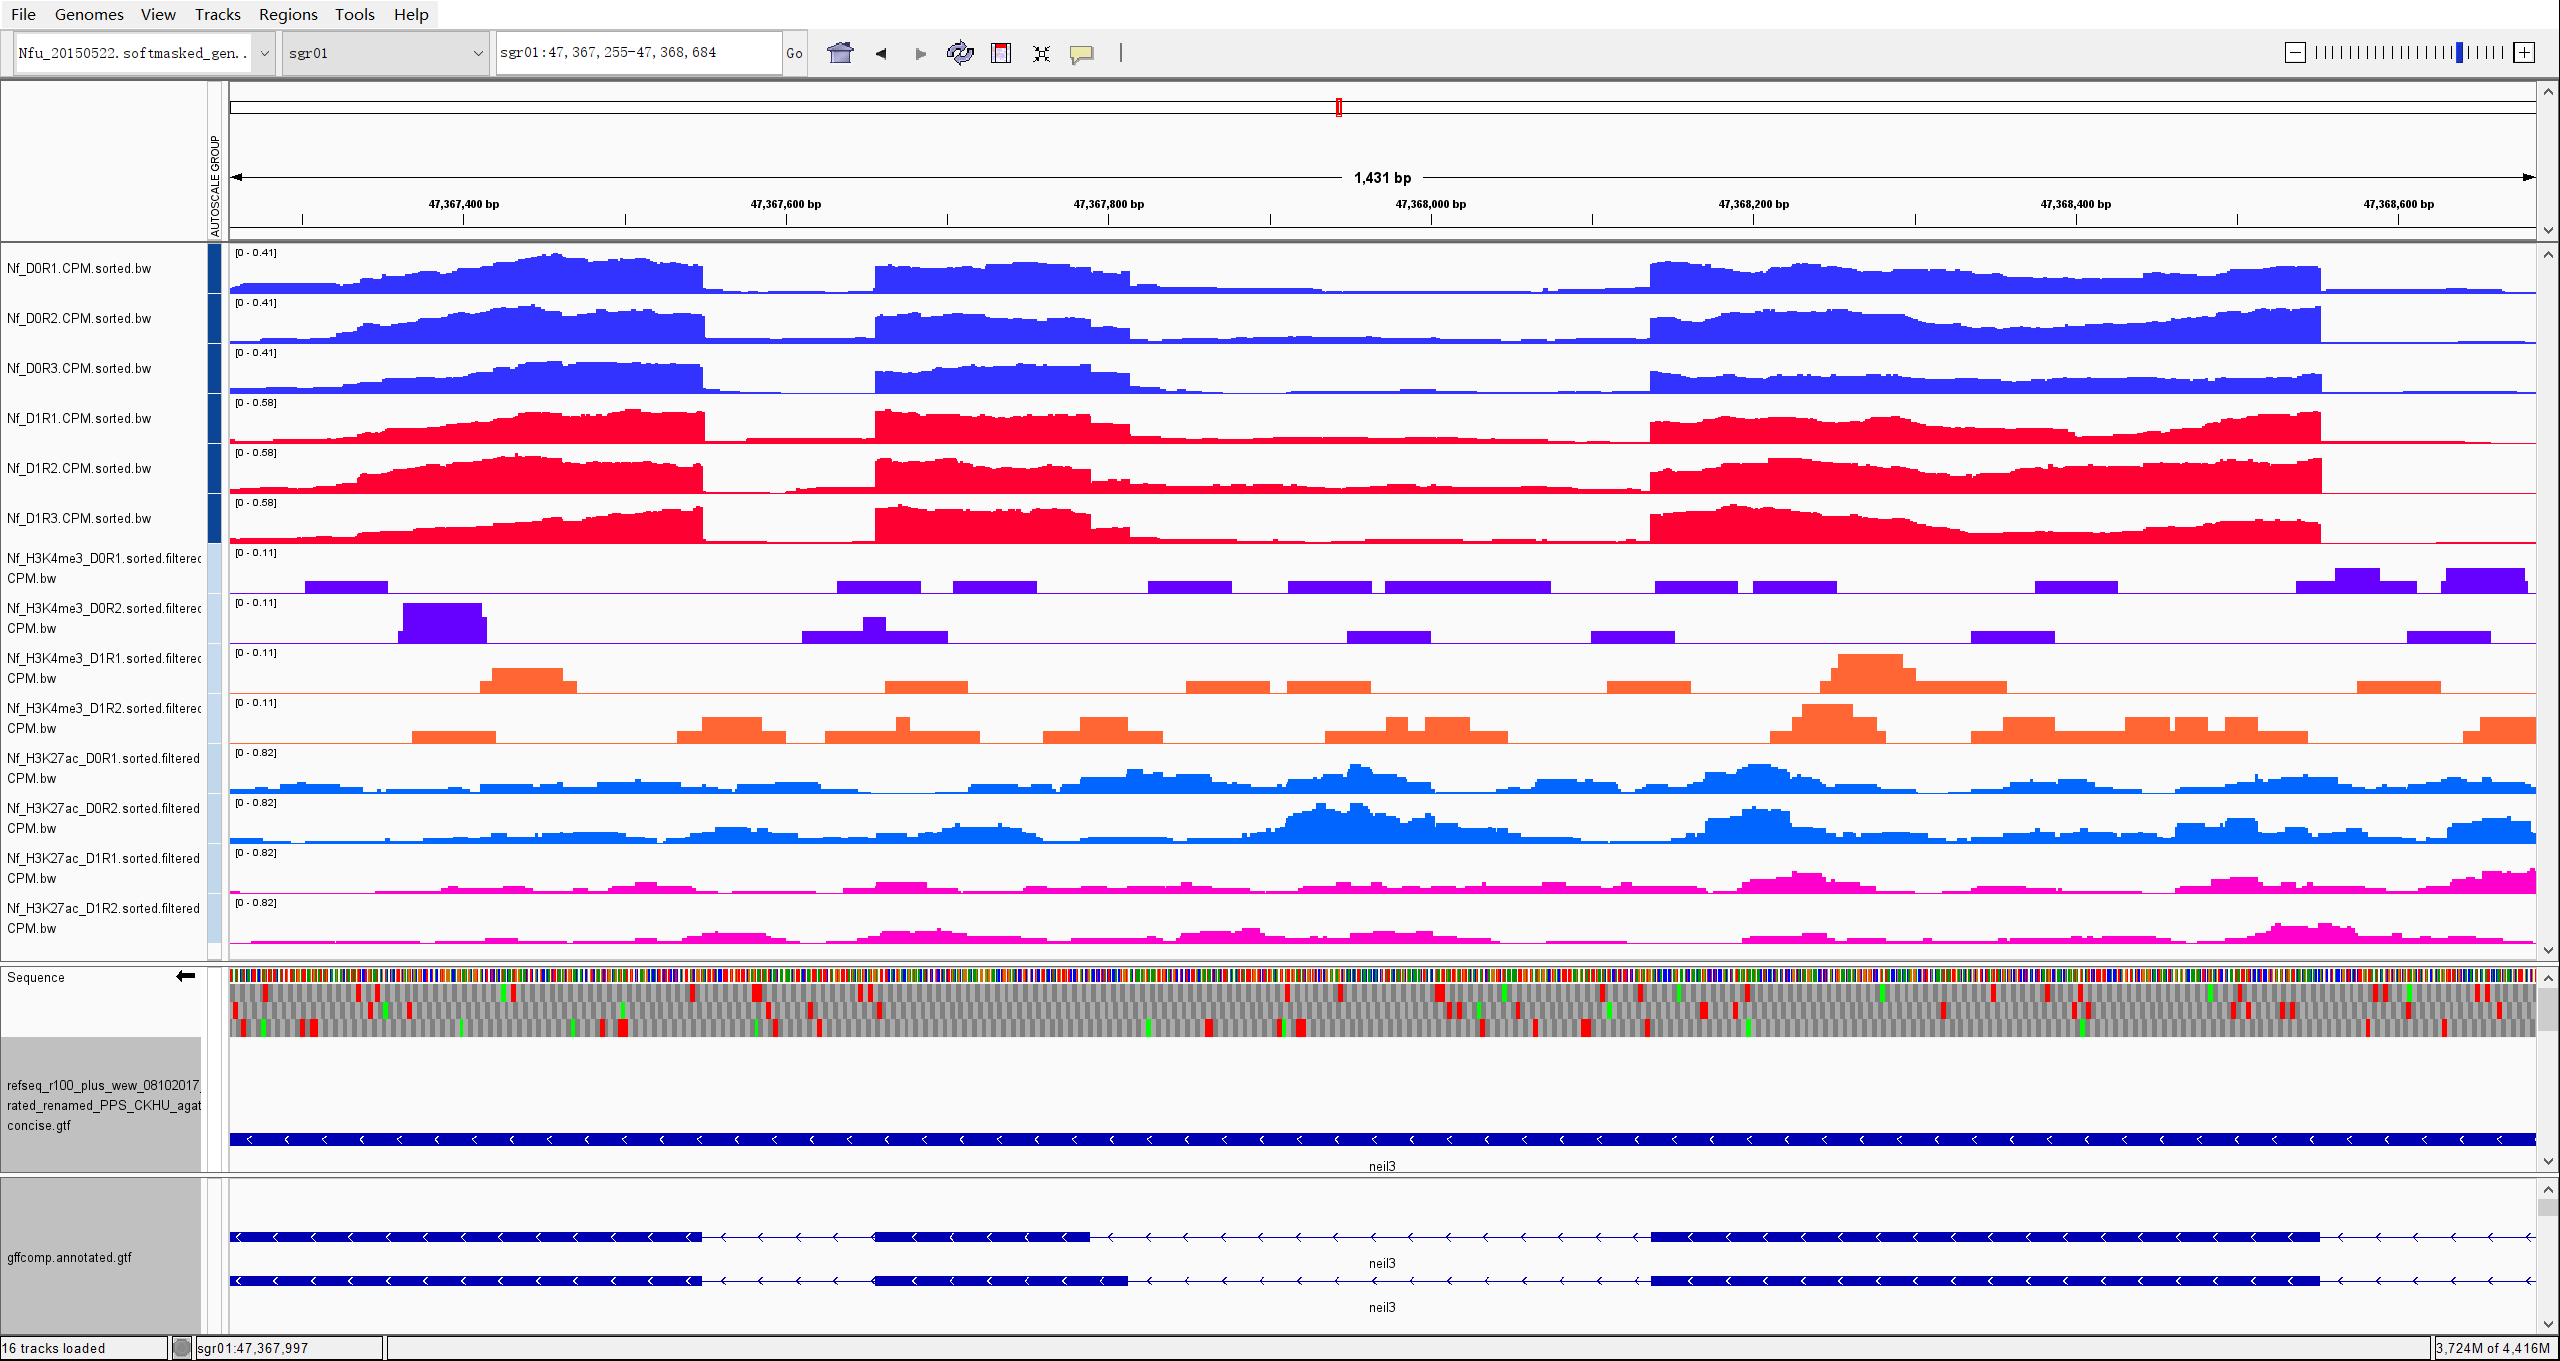 File Genomes View Tracks Regions Tools Help
Nfu_20150522.softmasked_gen.. sgr01 sgr01:47,367,255-47,368,684 Go
AUTOSCALE GROUP
1,431 bp
47,367,400 bp 47,367,600 bp 47,367,800 bp 47,368,000 bp 47,368,200 bp 47,368,400 bp 47,368,600 bp
[0 - 0.41]
Nf_D0R1.CPM.sorted.bw
[0 - 0.41]
Nf_D0R2.CPM.sorted.bw
[0 - 0.41]
Nf_D0R3.CPM.sorted.bw
[0 - 0.58]
Nf_D1R1.CPM.sorted.bw
[0 - 0.58]
Nf_D1R2.CPM.sorted.bw
[0 - 0.58]
Nf_D1R3.CPM.sorted.bw
[0 - 0.11]
Nf_H3K4me3_D0R1.sorted.filtered
CPM.bw
[0 - 0.11]
Nf_H3K4me3_D0R2.sorted.filtered
CPM.bw
[0 - 0.11]
Nf_H3K4me3_D1R1.sorted.filtered
CPM.bw
[0 - 0.11]
Nf_H3K4me3_D1R2.sorted.filtered
CPM.bw
[0 - 0.82]
Nf_H3K27ac_D0R1.sorted.filtered
CPM.bw
[0 - 0.82]
Nf_H3K27ac_D0R2.sorted.filtered
CPM.bw
[0 - 0.82]
Nf_H3K27ac_D1R1.sorted.filtered
CPM.bw
[0 - 0.82]
Nf_H3K27ac_D1R2.sorted.filtered
CPM.bw
Sequence
refseq_r100_plus_wew_08102017_
rated_renamed_PPS_CKHU_agat
concise.gtf
neil3
gffcomp.annotated.gtf
neil3
neil3
16 tracks loaded sgr01:47,367,997 3,724M of 4,416M